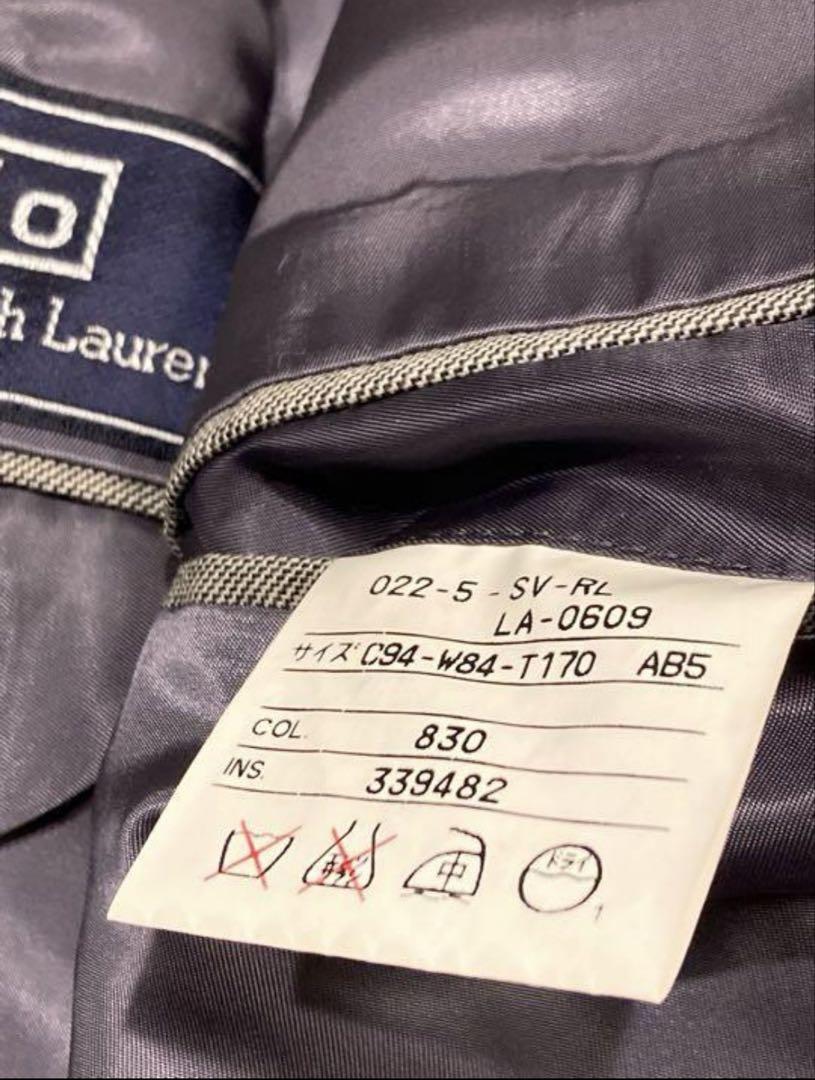 lo
h Lauren
022-5 - SV-RL
LA-0609
サイズ C94-W84-T170 AB5
COL. 830
INS. 339482
中
ドライ